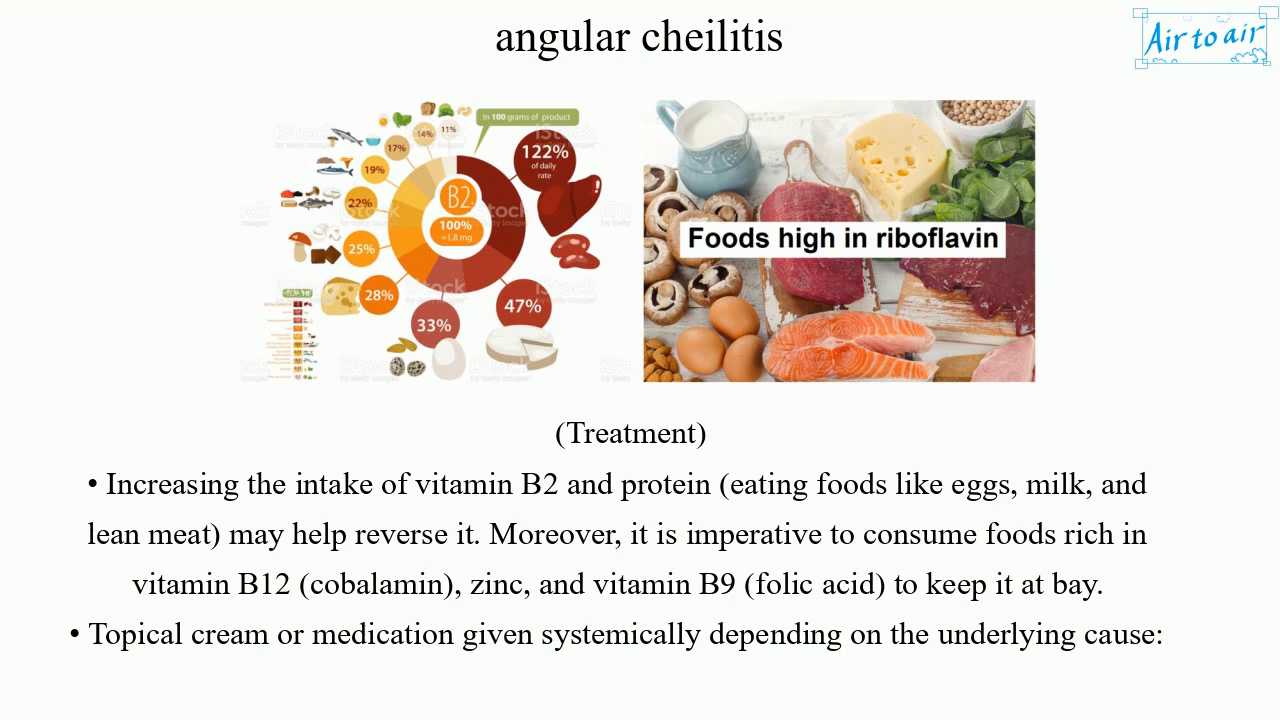 angular cheilitis
Air to air
In 100 grams of product
122%
of daily
rate
11%
14%
17%
19%
22%
25%
28%
33%
47%
B2
100%
=1,8 mg
TOP 10
iStock
Foods high in riboflavin
(Treatment)
• Increasing the intake of vitamin B2 and protein (eating foods like eggs, milk, and
lean meat) may help reverse it. Moreover, it is imperative to consume foods rich in
vitamin B12 (cobalamin), zinc, and vitamin B9 (folic acid) to keep it at bay.
• Topical cream or medication given systemically depending on the underlying cause: